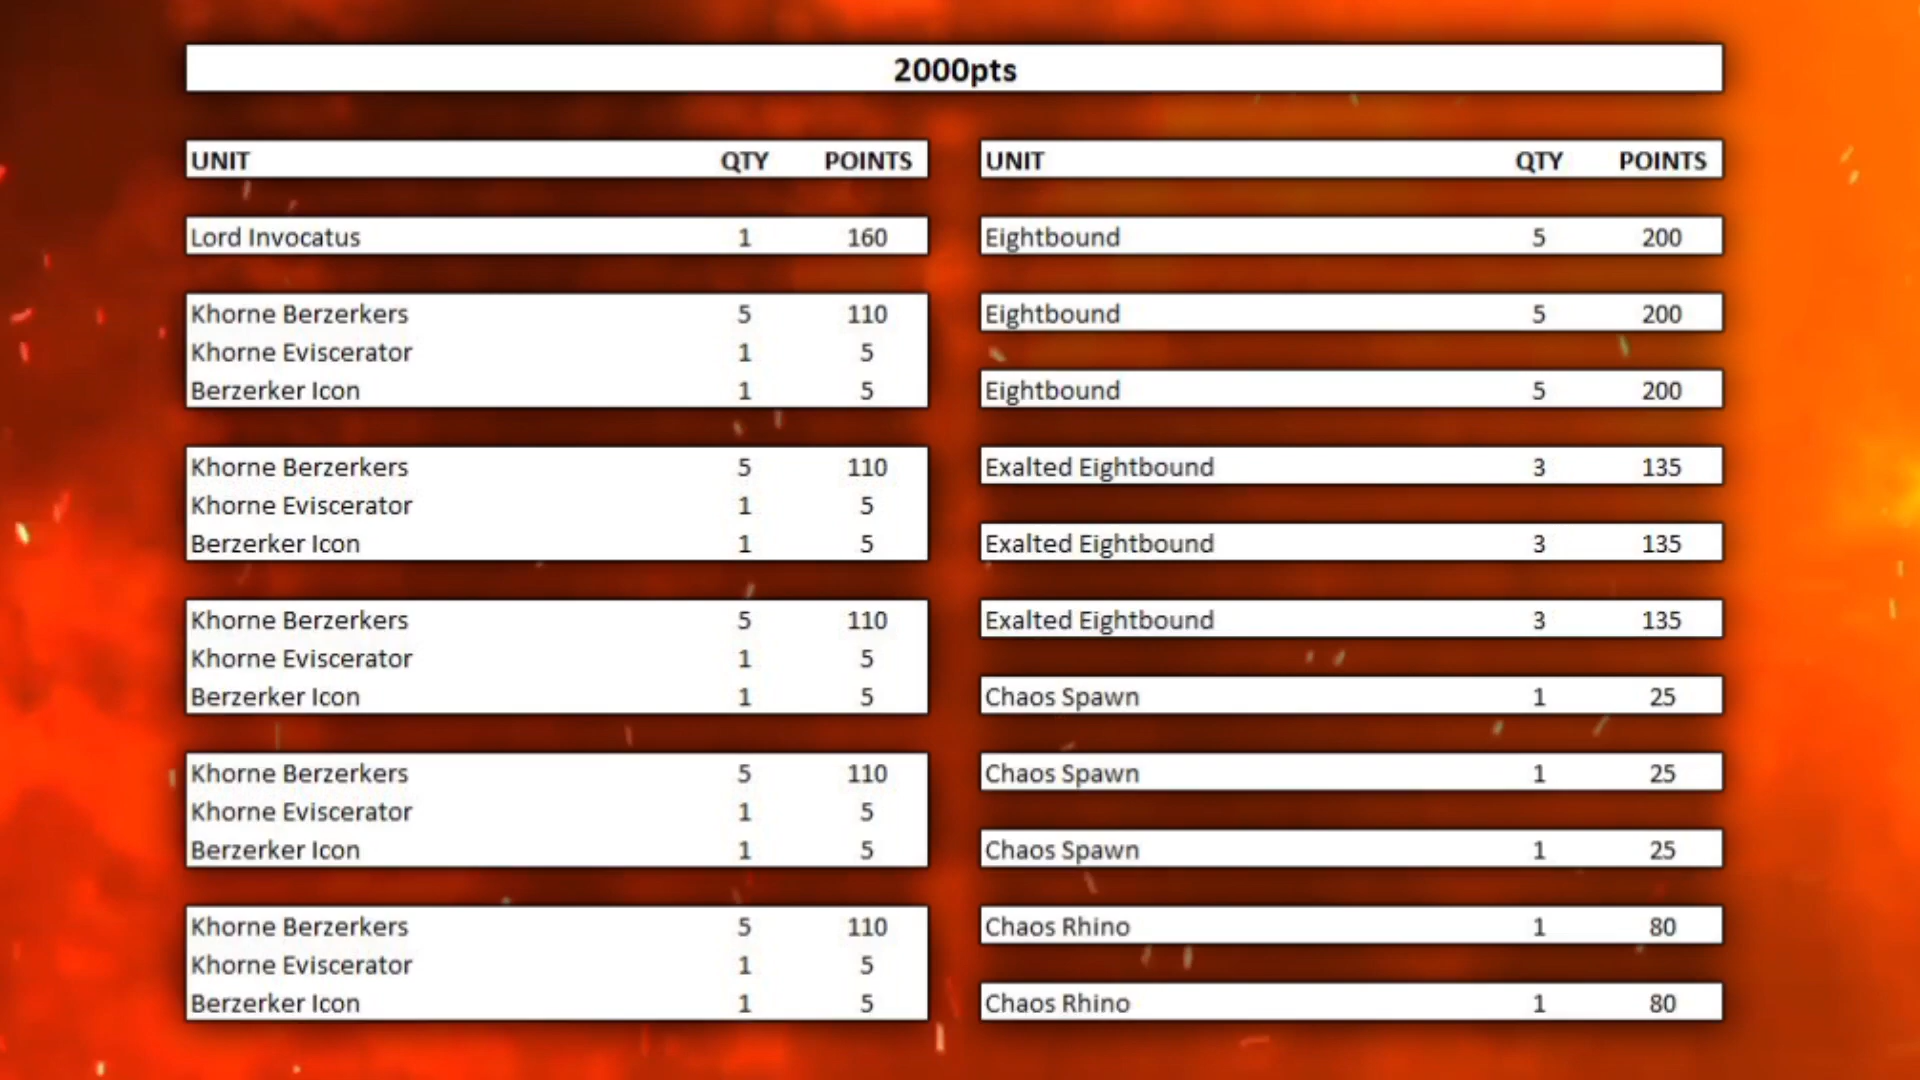 2000pts
UNIT QTY POINTS
Lord Invocatus 1 160
Khorne Berzerkers 5 110
Khorne Eviscerator 1 5
Berzerker Icon 1 5
Khorne Berzerkers 5 110
Khorne Eviscerator 1 5
Berzerker Icon 1 5
Khorne Berzerkers 5 110
Khorne Eviscerator 1 5
Berzerker Icon 1 5
Khorne Berzerkers 5 110
Khorne Eviscerator 1 5
Berzerker Icon 1 5
Khorne Berzerkers 5 110
Khorne Eviscerator 1 5
Berzerker Icon 1 5
UNIT QTY POINTS
Eightbound 5 200
Eightbound 5 200
Eightbound 5 200
Exalted Eightbound 3 135
Exalted Eightbound 3 135
Exalted Eightbound 3 135
Chaos Spawn 1 25
Chaos Spawn 1 25
Chaos Spawn 1 25
Chaos Rhino 1 80
Chaos Rhino 1 80